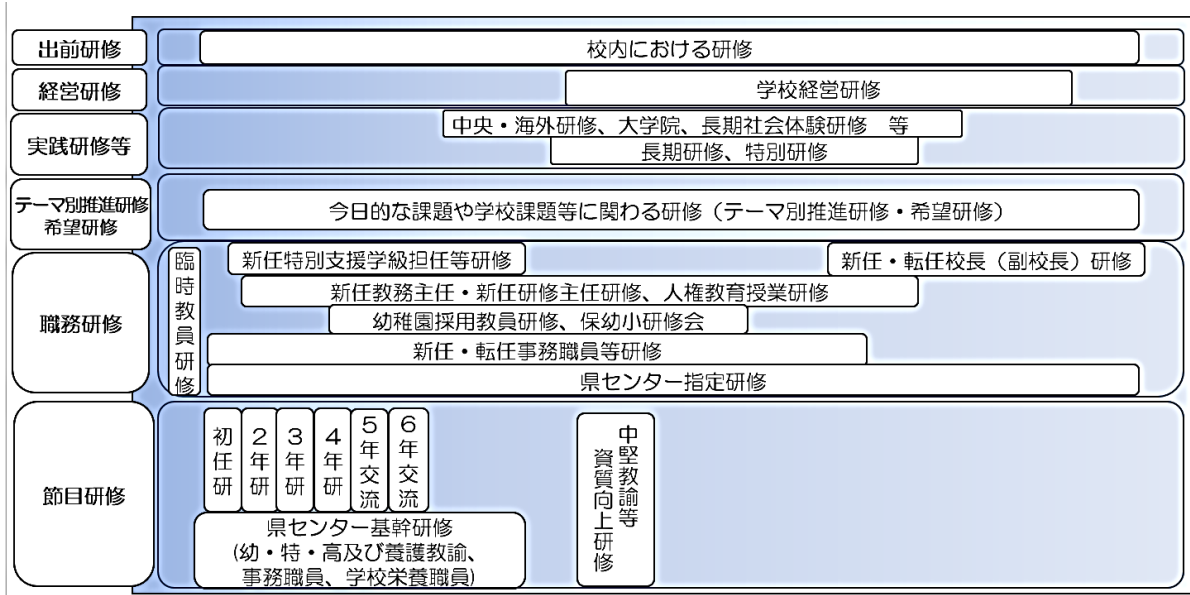 出前研修
校内における研修
経営研修
学校経営研修
実践研修等
中央・海外研修、大学院、長期社会体験研修　等
長期研修、特別研修
テーマ別推進研修
希望研修
今日的な課題や学校課題等に関わる研修（テーマ別推進研修・希望研修）
職務研修
臨時教員研修
新任特別支援学級担任等研修
新任・転任校長（副校長）研修
新任教務主任・新任研修主任研修、人権教育授業研修
幼稚園採用教員研修、保幼小研修会
新任・転任事務職員等研修
県センター指定研修
節目研修
初任研
２年研
３年研
４年研
５年交流
６年交流
県センター基幹研修
(幼・特・高及び養護教諭、
事務職員、学校栄養職員)
中堅教諭等
資質向上研修